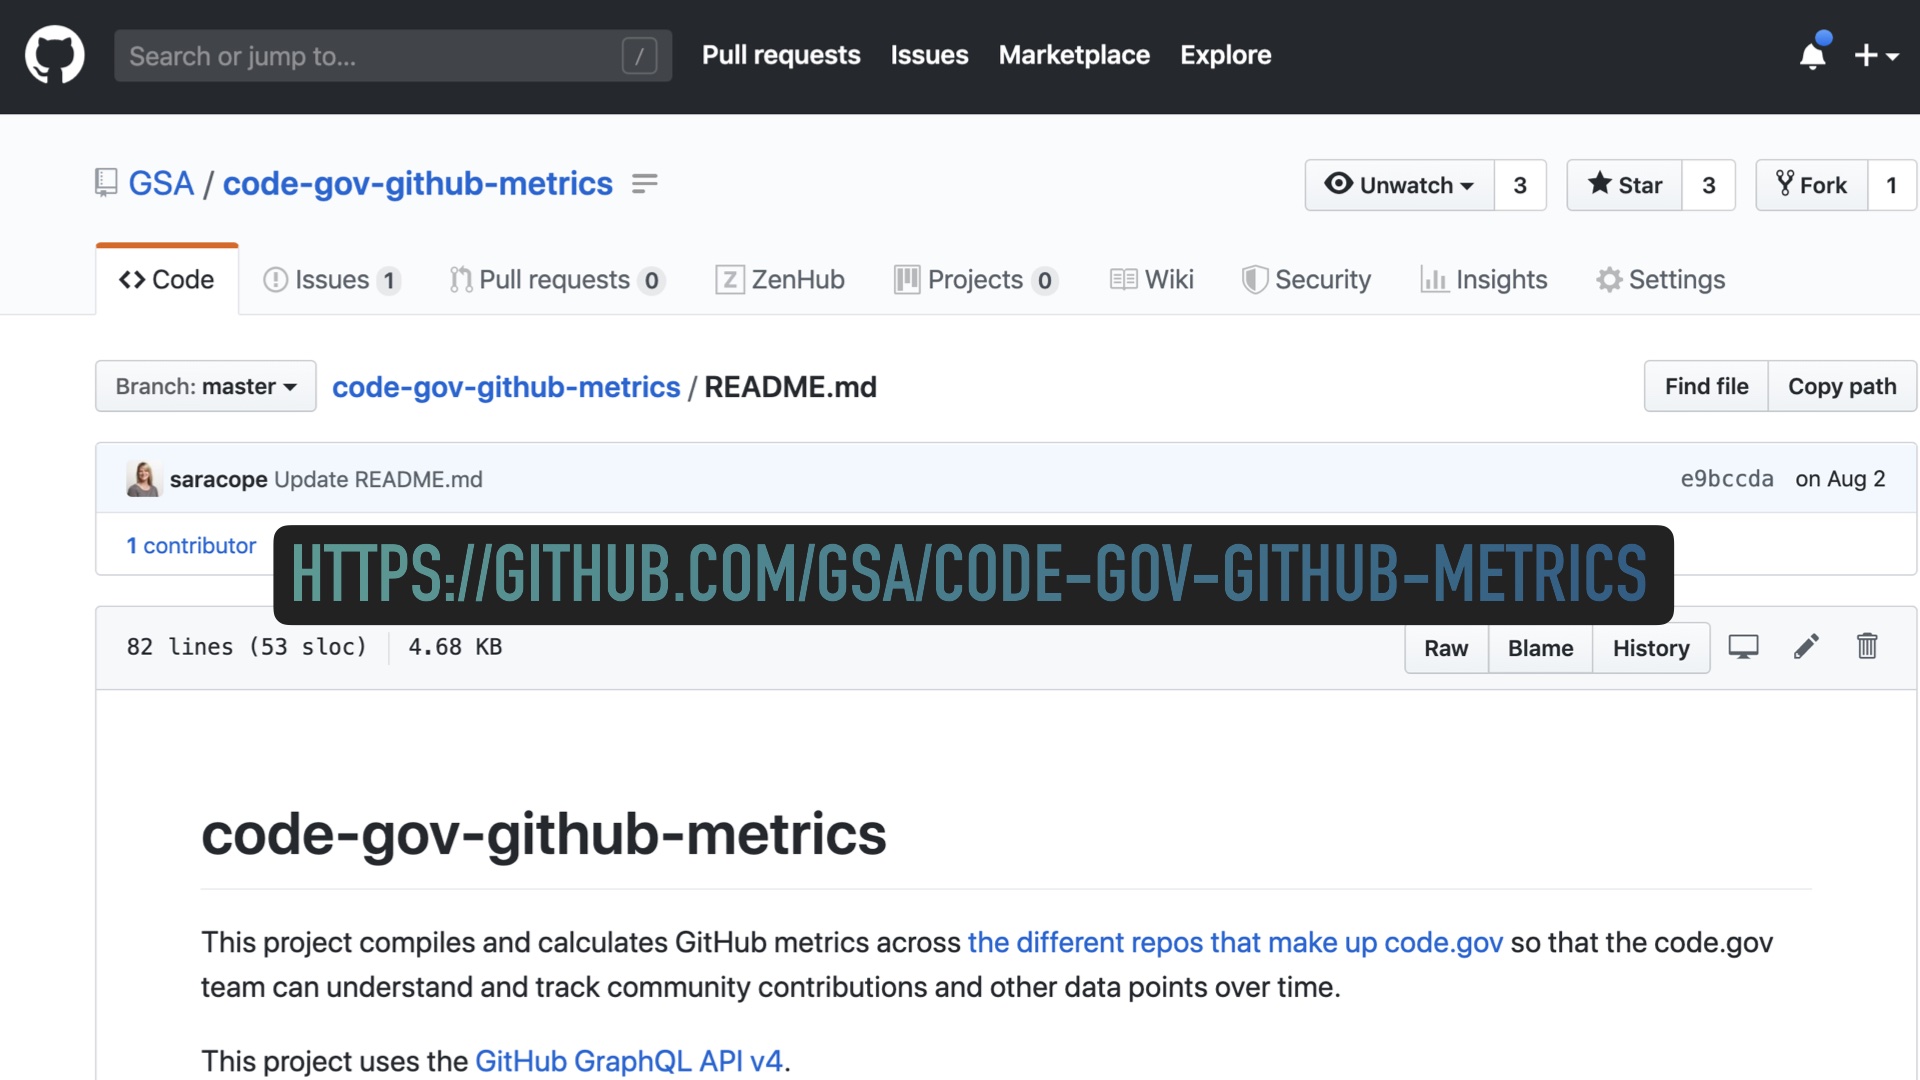 Search or jump to... /
Pull requests Issues Marketplace Explore
GSA / code-gov-github-metrics
Unwatch 3 Star 3 Fork 1
Code Issues 1 Pull requests 0 ZenHub Projects 0 Wiki Security Insights Settings
Branch: master code-gov-github-metrics / README.md Find file Copy path
saracope Update README.md e9bccda on Aug 2
1 contributor
HTTPS://GITHUB.COM/GSA/CODE-GOV-GITHUB-METRICS
82 lines (53 sloc) 4.68 KB Raw Blame History
code-gov-github-metrics
This project compiles and calculates GitHub metrics across the different repos that make up code.gov so that the code.gov
team can understand and track community contributions and other data points over time.
This project uses the GitHub GraphQL API v4.